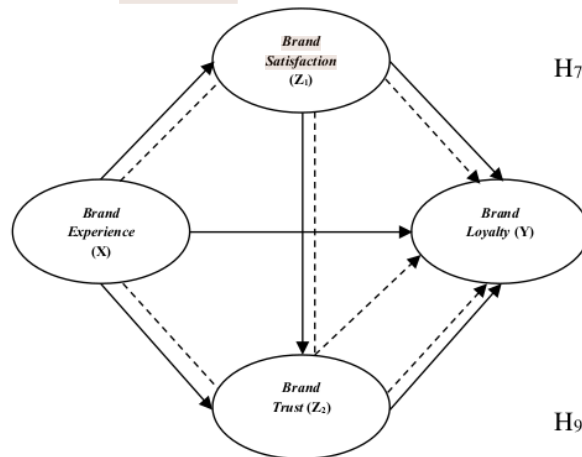 Brand
Satisfaction
(Z₁)
H₇
Brand
Experience
(X)
Brand
Loyalty (Y)
Brand
Trust (Z₂)
H₉